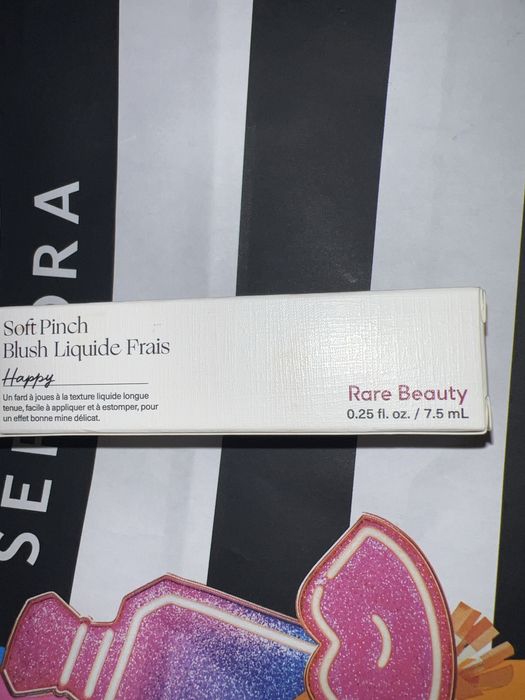 SEPHORA
Soft Pinch
Blush Liquide Frais
Happy
Un fard à joues à la texture liquide longue
tenue, facile à appliquer et à estomper, pour
un effet bonne mine délicat.
Rare Beauty
0.25 fl. oz. / 7.5 mL